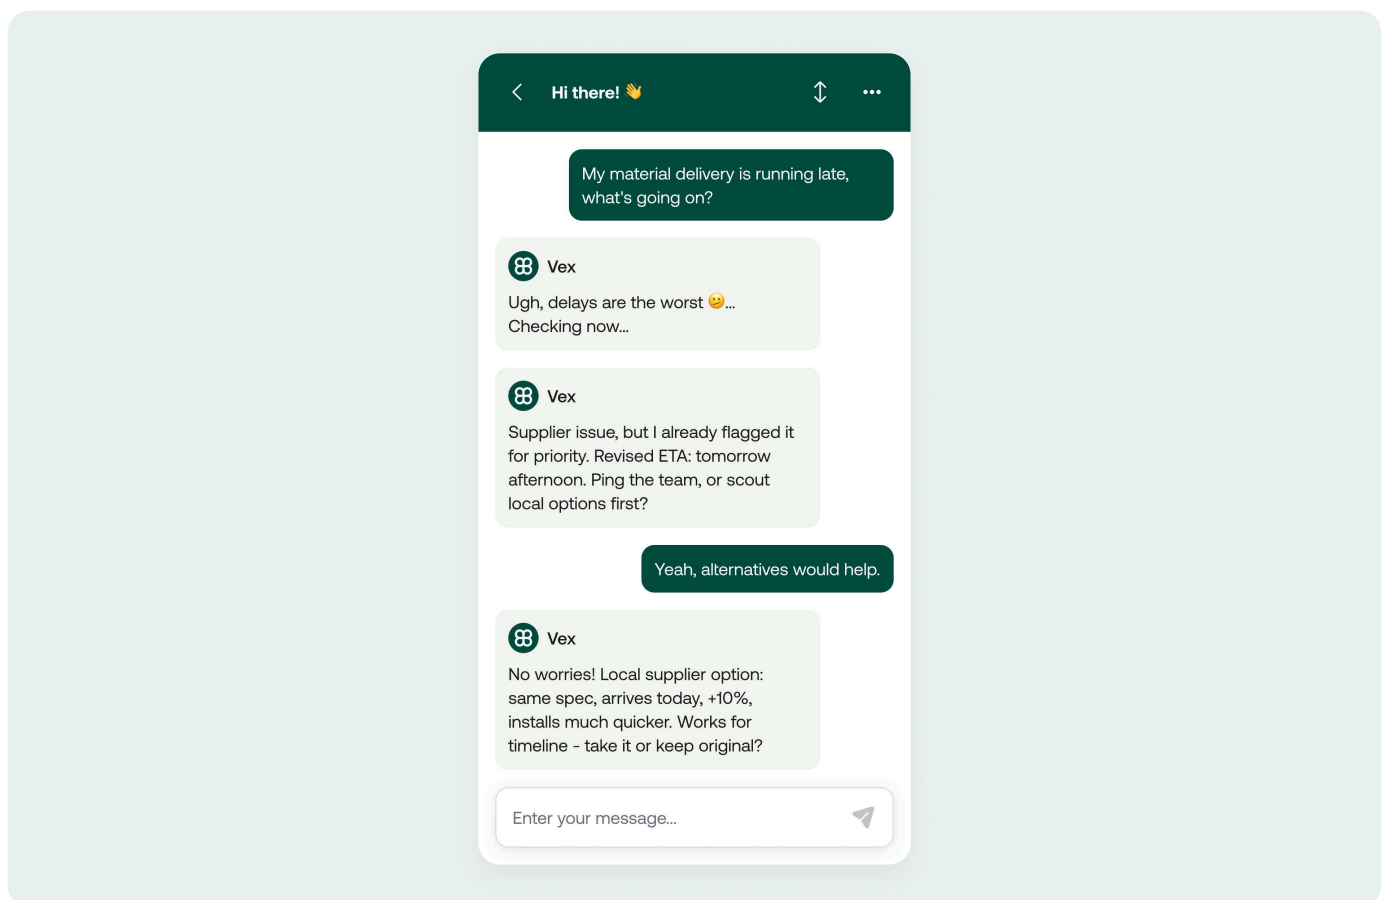 Hi there! 👋
My material delivery is running late,
what's going on?
Vex
Ugh, delays are the worst 🫤...
Checking now...
Vex
Supplier issue, but I already flagged it
for priority. Revised ETA: tomorrow
afternoon. Ping the team, or scout
local options first?
Yeah, alternatives would help.
Vex
No worries! Local supplier option:
same spec, arrives today, +10%,
installs much quicker. Works for
timeline - take it or keep original?
Enter your message...